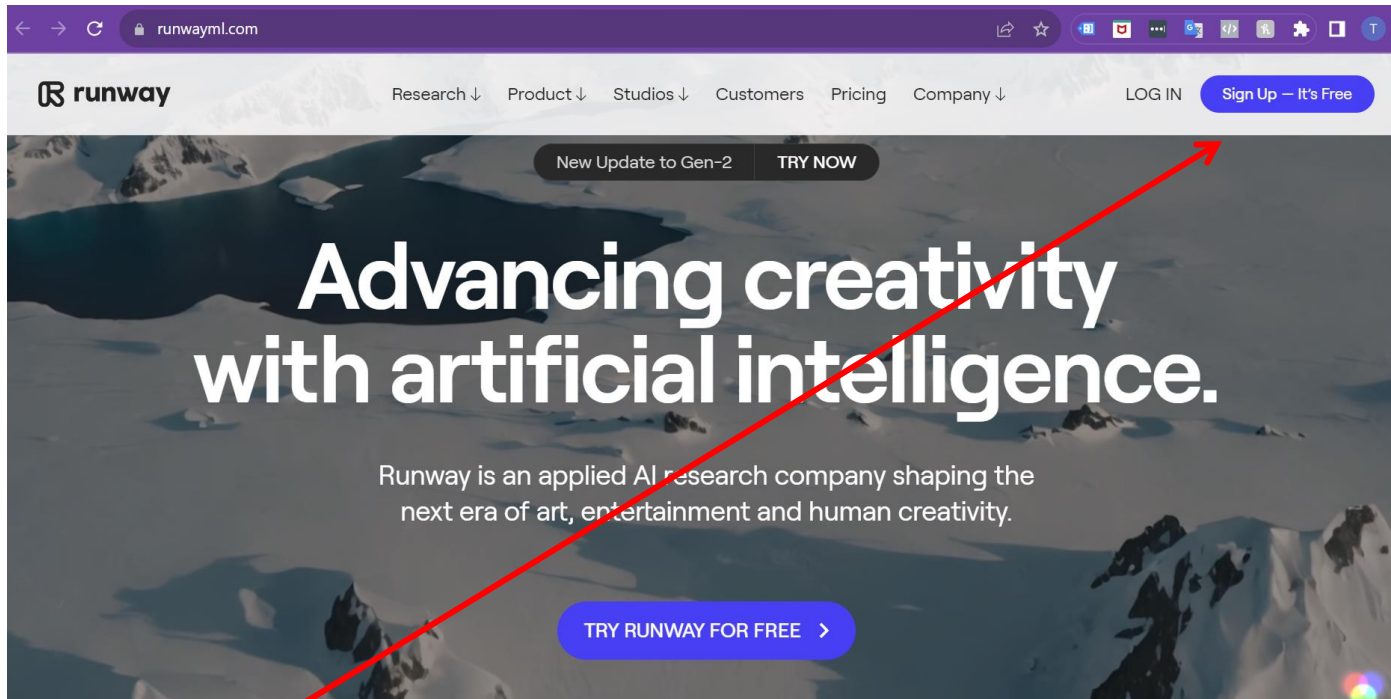 runwayml.com
T
runway
Research ↓ Product ↓ Studios ↓ Customers Pricing Company ↓ LOG IN Sign Up — It's Free
New Update to Gen-2 TRY NOW
Advancing creativity
with artificial intelligence.
Runway is an applied AI research company shaping the
next era of art, entertainment and human creativity.
TRY RUNWAY FOR FREE >